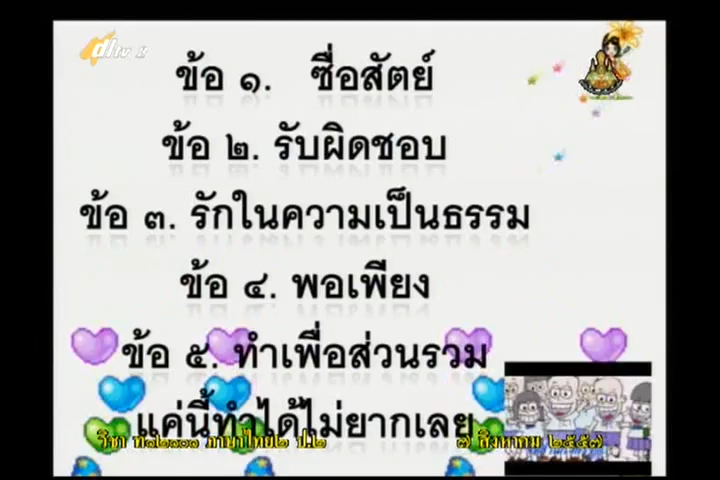 dltv 2
ข้อ ๑. ซื่อสัตย์
ข้อ ๒. รับผิดชอบ
ข้อ ๓. รักในความเป็นธรรม
ข้อ ๔. พอเพียง
ข้อ ๕. ทำเพื่อส่วนรวม
แค่นี้ทำได้ไม่ยากเลย
วิชา ท๑๒๑๐๑ ภาษาไทย๒ ป.๒
๗ สิงหาคม ๒๕๕๗